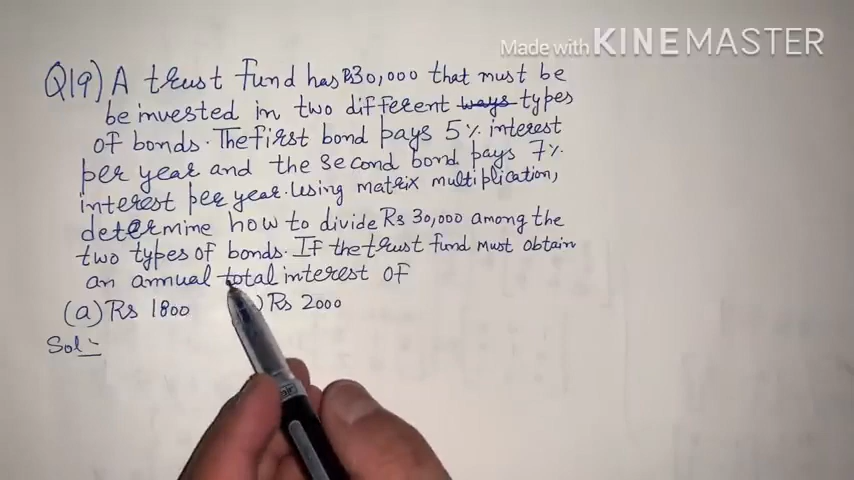 Made with KINEMASTER
Q19) A trust fund has Rs30,000 that must be
be invested in two different ways types
of bonds. The first bond pays 5% interest
per year and the second bond pays 7%
interest per year. Using matrix multiplication,
determine how to divide Rs 30,000 among the
two types of bonds. If the trust fund must obtain
an annual total interest of
(a) Rs 1800 ) Rs 2000
Sol:-